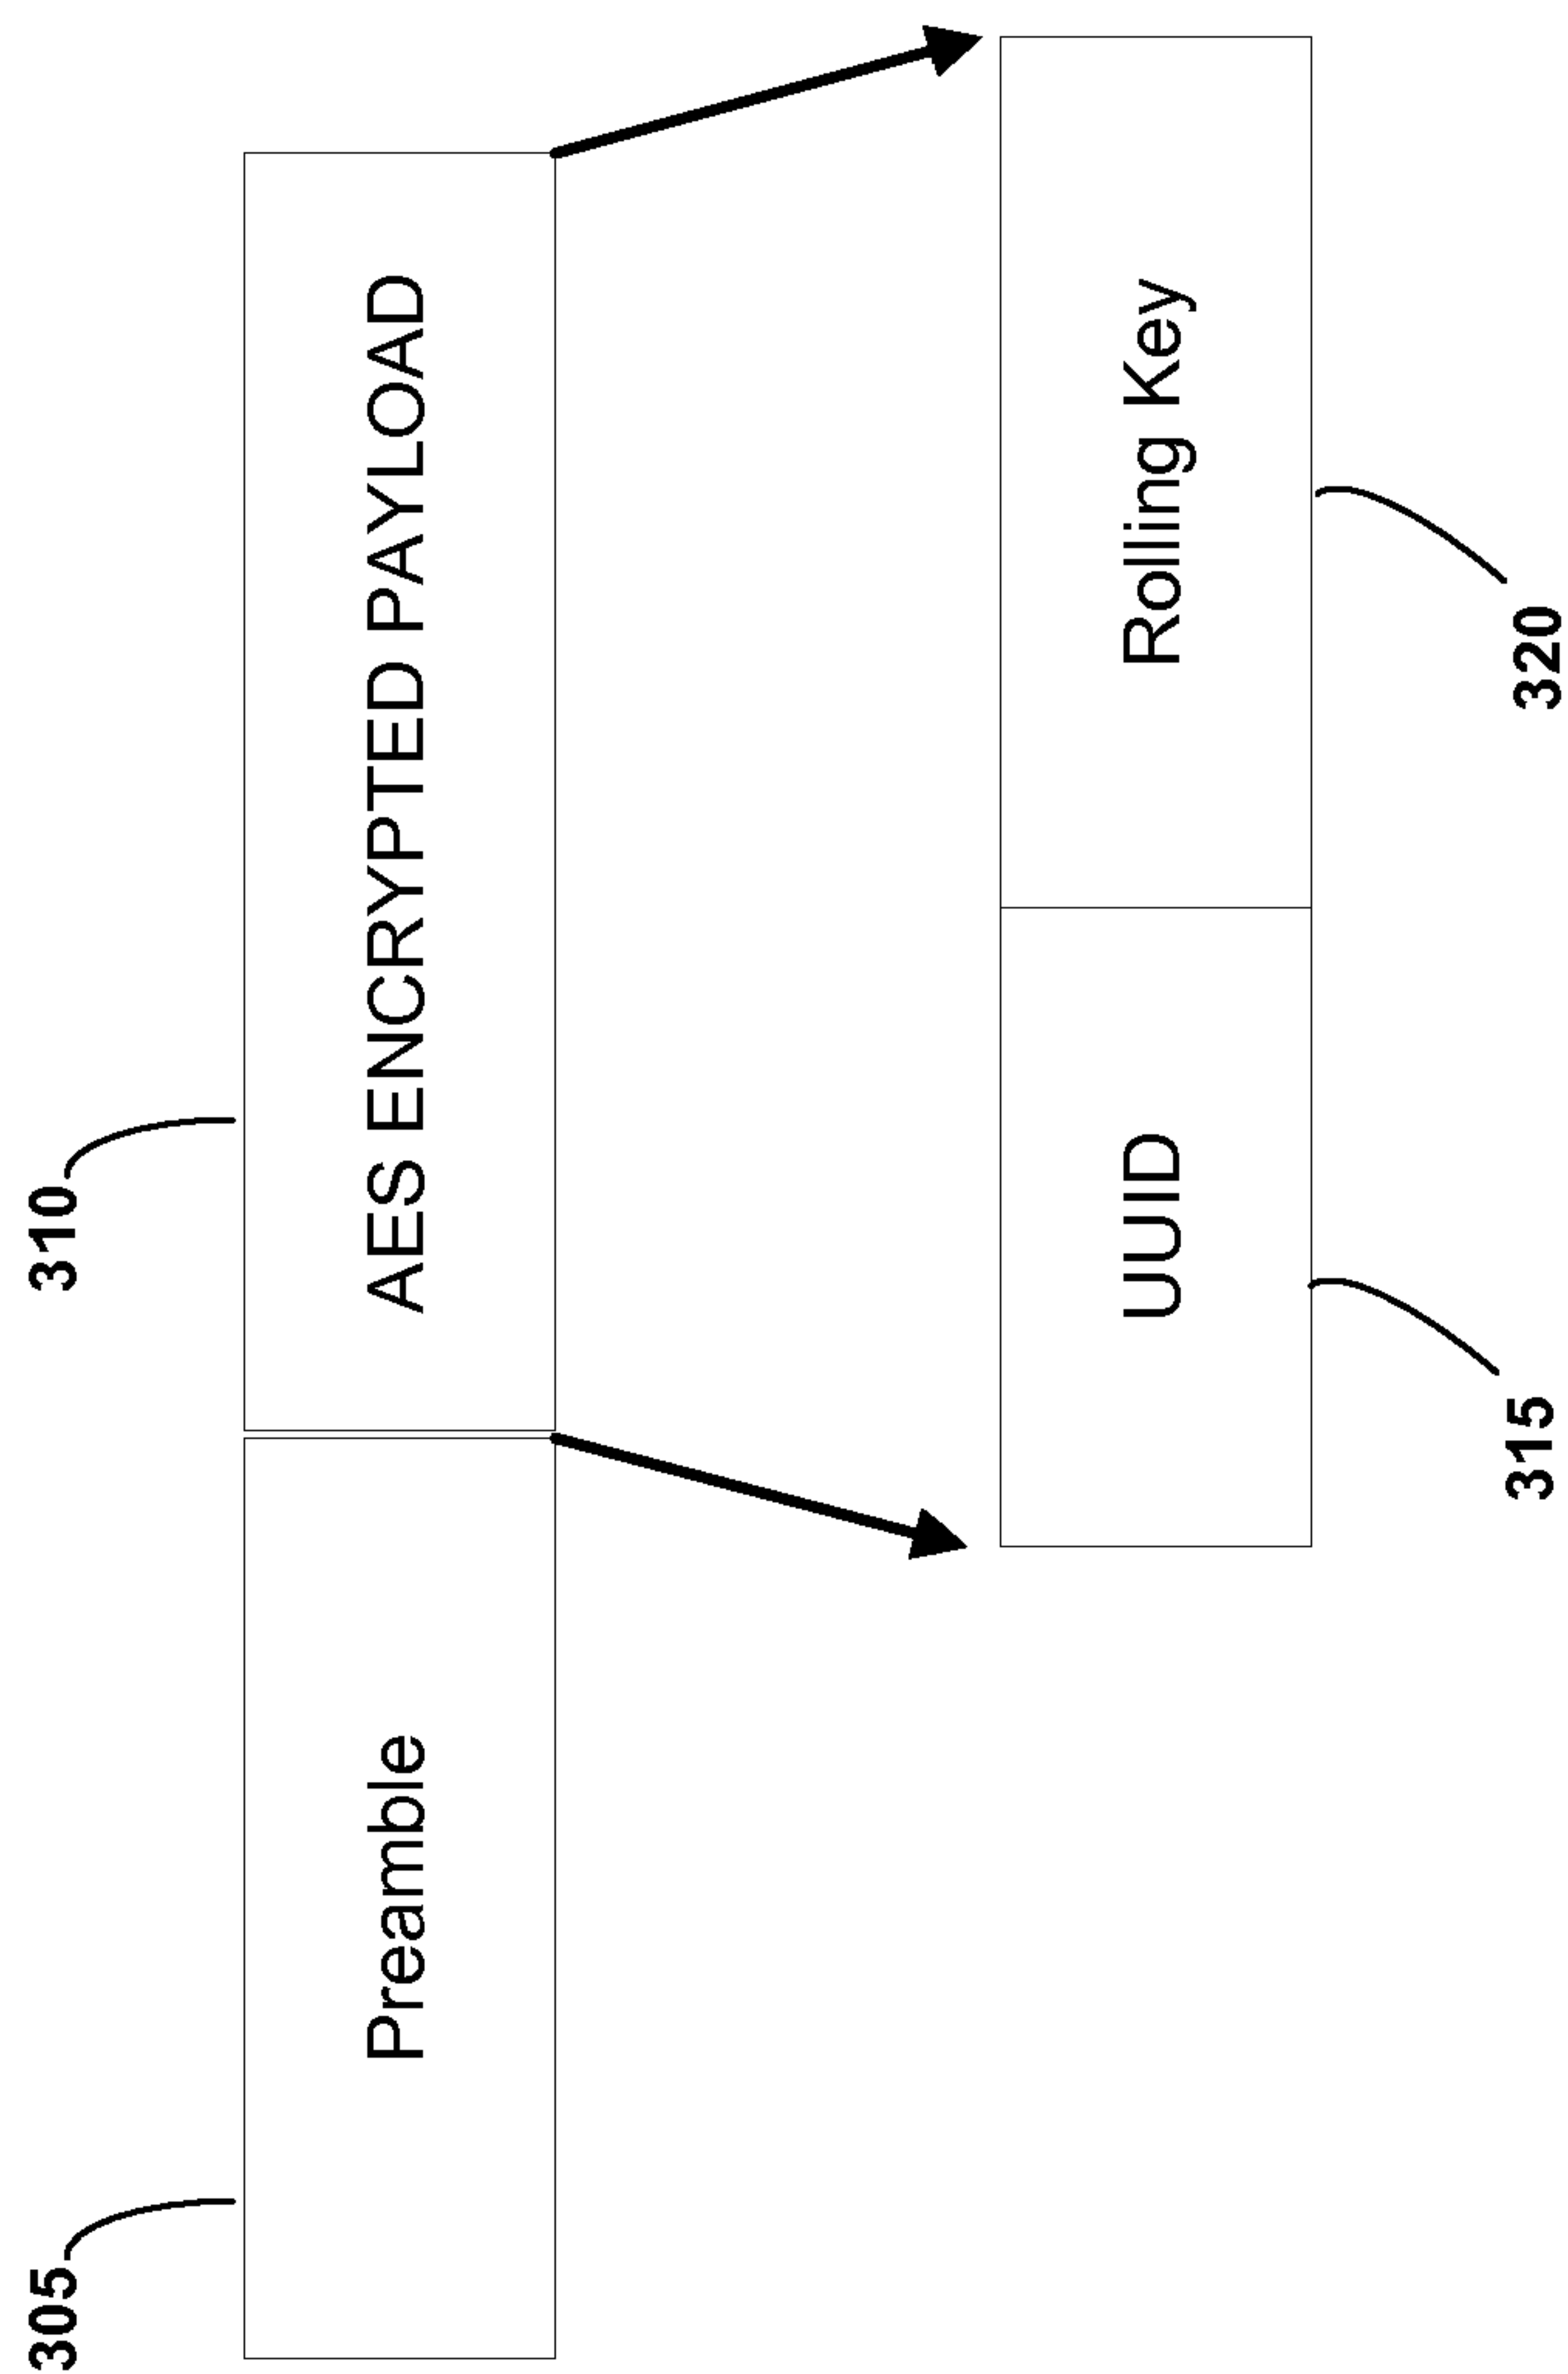 305
310
Preamble
AES ENCRYPTED PAYLOAD
UUID
Rolling Key
315
320